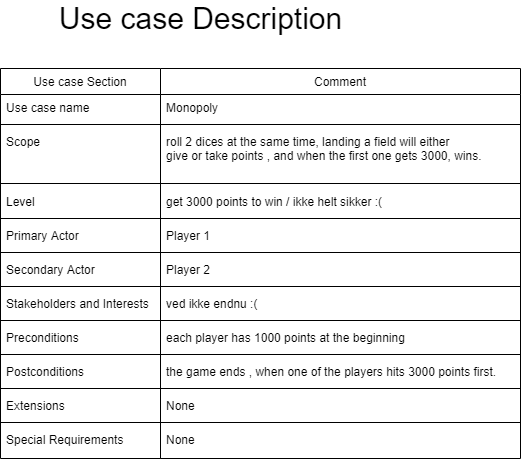 Use case Description
Use case Section Comment
Use case name Monopoly
Scope roll 2 dices at the same time, landing a field will either
give or take points , and when the first one gets 3000, wins.
Level get 3000 points to win / ikke helt sikker :(
Primary Actor Player 1
Secondary Actor Player 2
Stakeholders and Interests ved ikke endnu :(
Preconditions each player has 1000 points at the beginning
Postconditions the game ends , when one of the players hits 3000 points first.
Extensions None
Special Requirements None